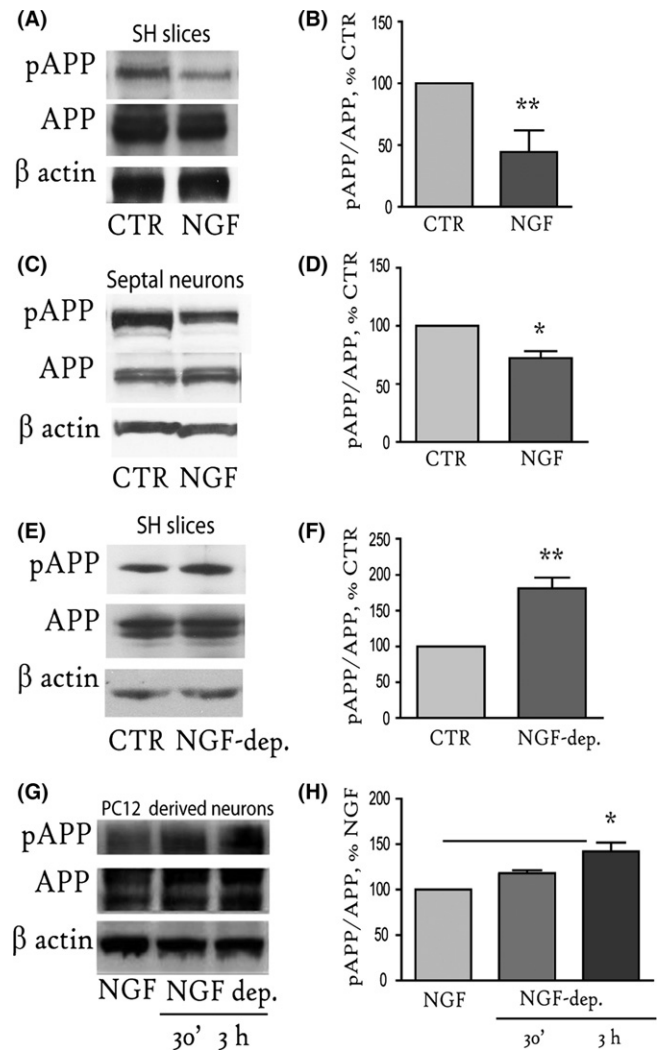 (A)
SH slices
pAPP
APP
β actin
CTR NGF
(B)
pAPP/APP, % CTR
150
100
50
0
**
CTR NGF
(C)
Septal neurons
pAPP
APP
β actin
CTR NGF
(D)
pAPP/APP, % CTR
150
100
50
0
*
CTR NGF
(E)
SH slices
pAPP
APP
β actin
CTR NGF-dep.
(F)
pAPP/APP, % CTR
250
200
150
100
50
0
**
CTR NGF-dep.
(G)
PC12 derived neurons
pAPP
APP
β actin
NGF NGF dep.
30' 3 h
(H)
pAPP/APP, % NGF
200
150
100
50
0
*
NGF NGF-dep.
30' 3 h